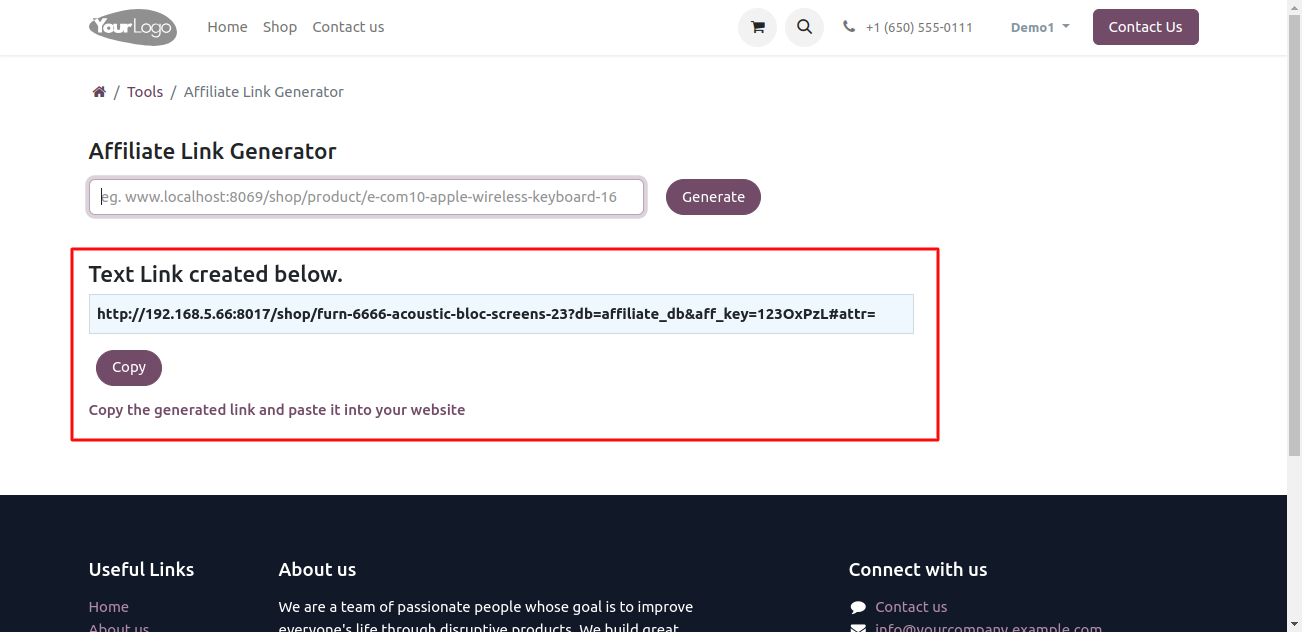 YourLogo
Home Shop Contact us
+1 (650) 555-0111
Demo1
Contact Us
/ Tools / Affiliate Link Generator
Affiliate Link Generator
eg. www.localhost:8069/shop/product/e-com10-apple-wireless-keyboard-16
Generate
Text Link created below.
http://192.168.5.66:8017/shop/furn-6666-acoustic-bloc-screens-23?db=affiliate_db&aff_key=123OxPzL#attr=
Copy
Copy the generated link and paste it into your website
Useful Links
Home
About us
About us
We are a team of passionate people whose goal is to improve
everyone's life through disruptive products. We build great
Connect with us
Contact us
info@yourcompany.example.com